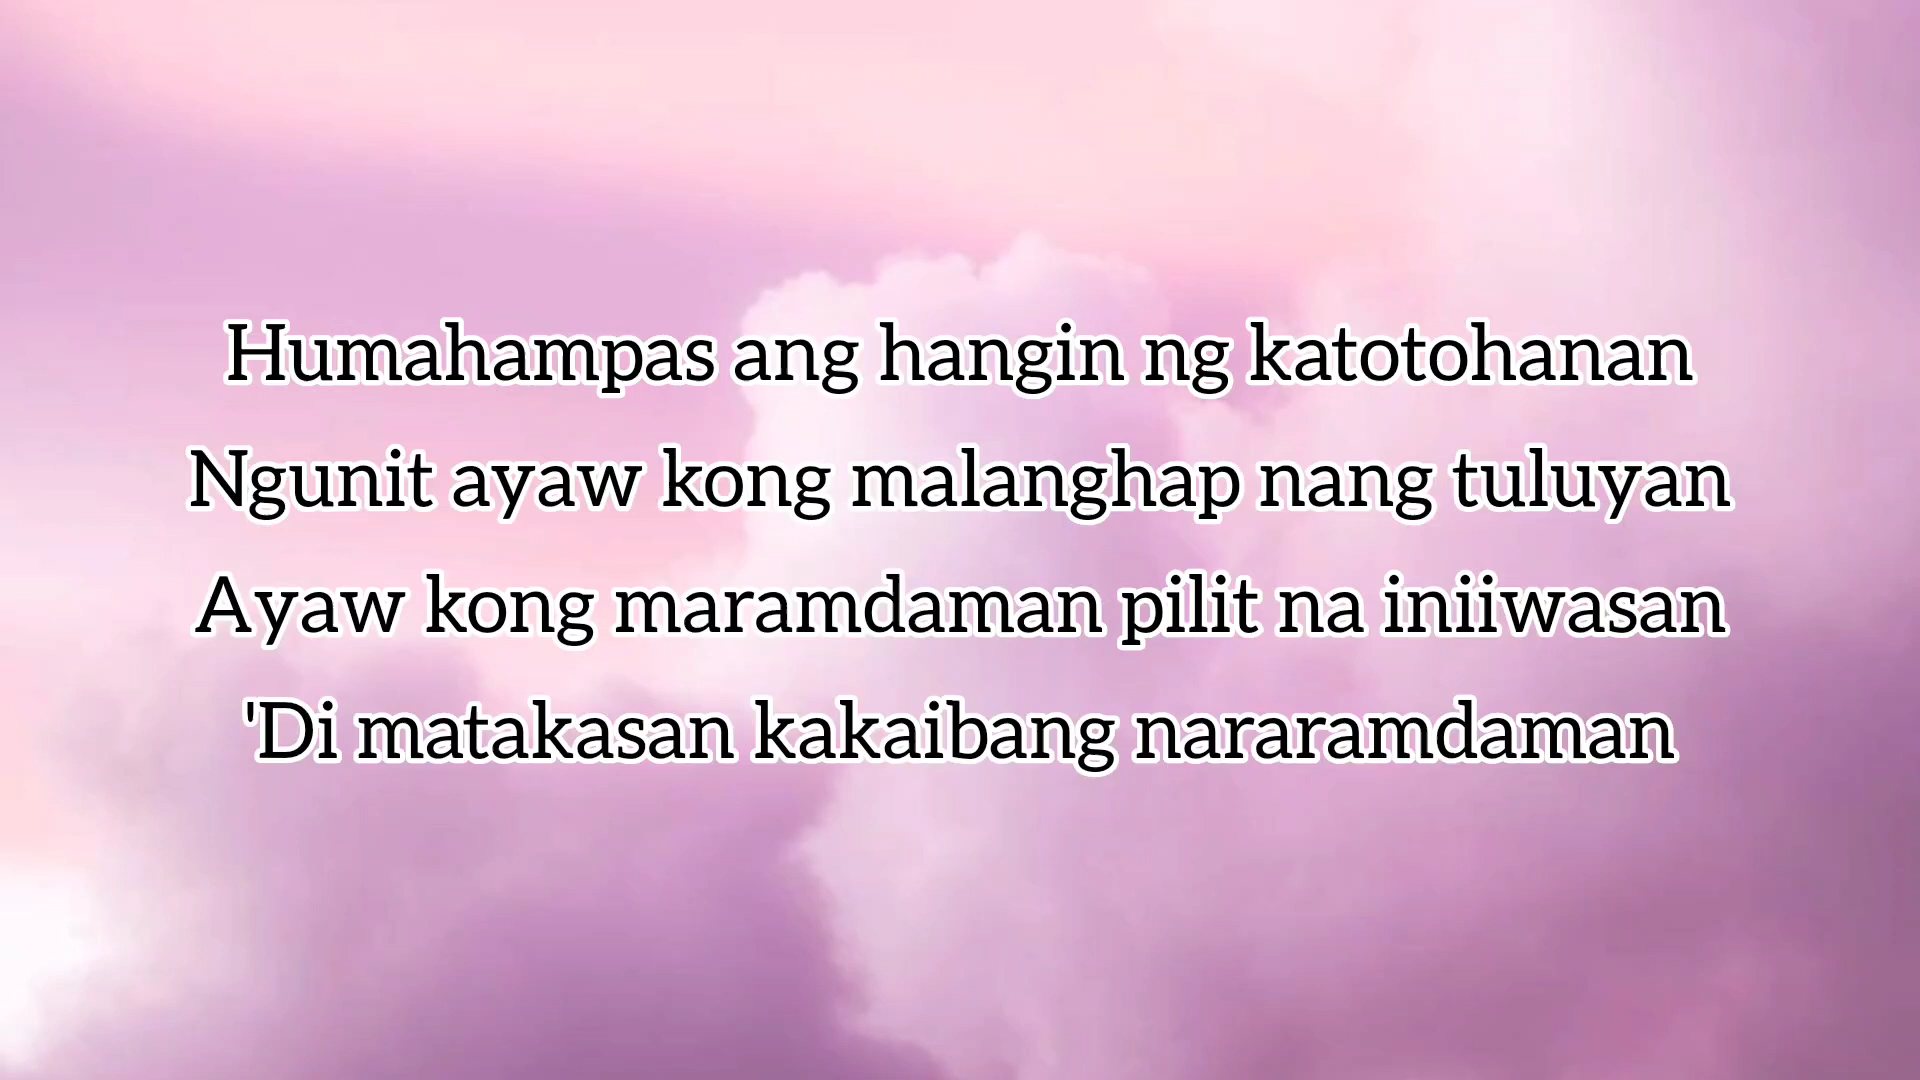 Humahampas ang hangin ng katotohanan
Ngunit ayaw kong malanghap nang tuluyan
Ayaw kong maramdaman pilit na iniiwasan
'Di matakasan kakaibang nararamdaman